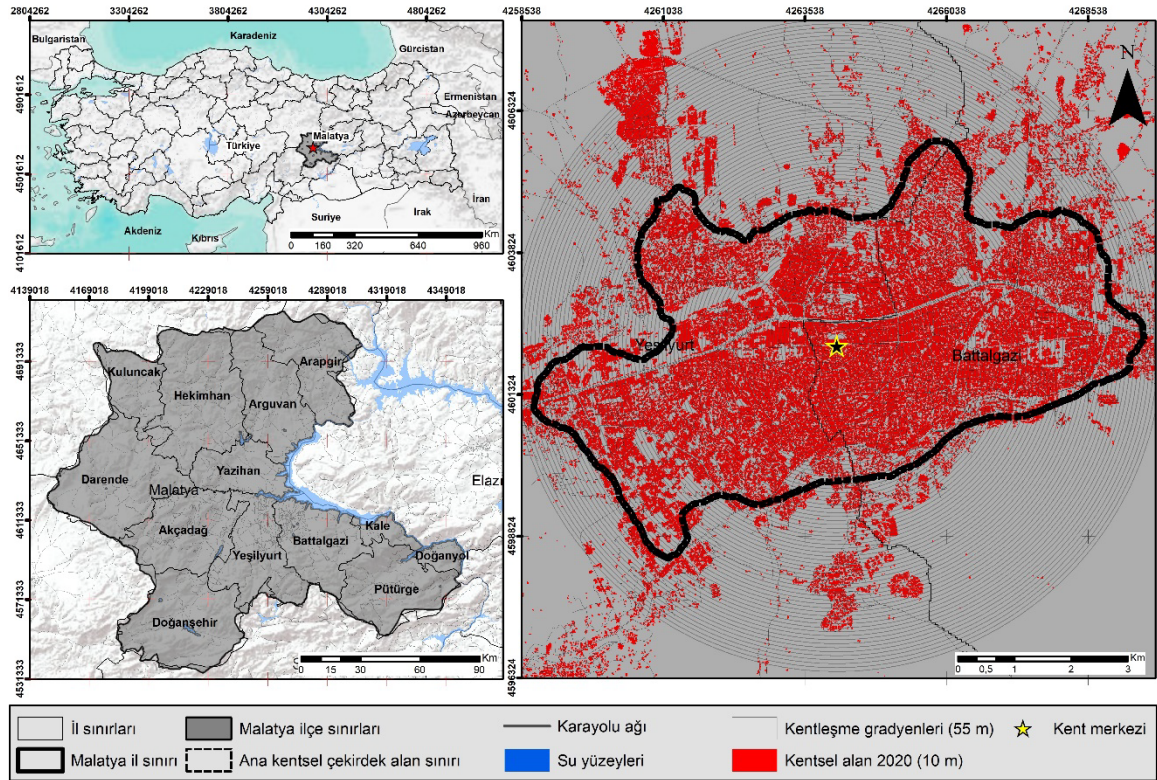 2804262 3304262 3804262 4304262 4804262
Bulgaristan
Karadeniz
Gürcistan
Ermenistan
Azerbeycan
Malatya
Türkiye
İran
Suriye
Irak
Akdeniz
Kıbrıs
Km
0 160 320 640 960
4901612
4501612
4101612
4139018 4169018 4199018 4229018 4259018 4289018 4319018 4349018
4691333
4651333
4611333
4571333
4531333
Arapgir
Kuluncak
Hekimhan
Arguvan
Yazihan
Darende
Malatya
Elazı
Akçadağ
Kale
Battalgazi
Yeşilyurt
Doğanyol
Pütürge
Doğanşehir
Km
0 15 30 60 90
4258538 4261038 4263538 4266038 4268538
4606324
4603824
4601324
4598824
4596324
N
Yeşilyurt
Battalgazi
Km
0 0,5 1 2 3
İl sınırları
Malatya ilçe sınırları
Karayolu ağı
Kentleşme gradyenleri (55 m)
Kent merkezi
Malatya il sınırı
Ana kentsel çekirdek alan sınırı
Su yüzeyleri
Kentsel alan 2020 (10 m)